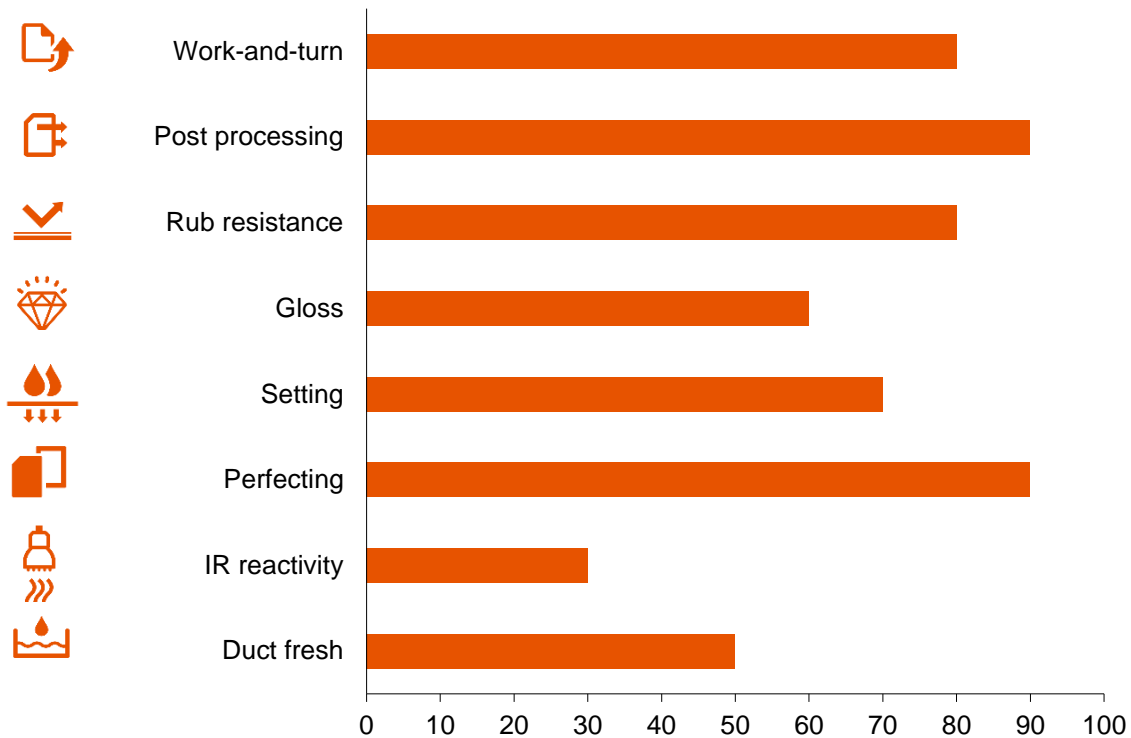 Work-and-turn
Post processing
Rub resistance
Gloss
Setting
Perfecting
IR reactivity
Duct fresh
0 10 20 30 40 50 60 70 80 90 100